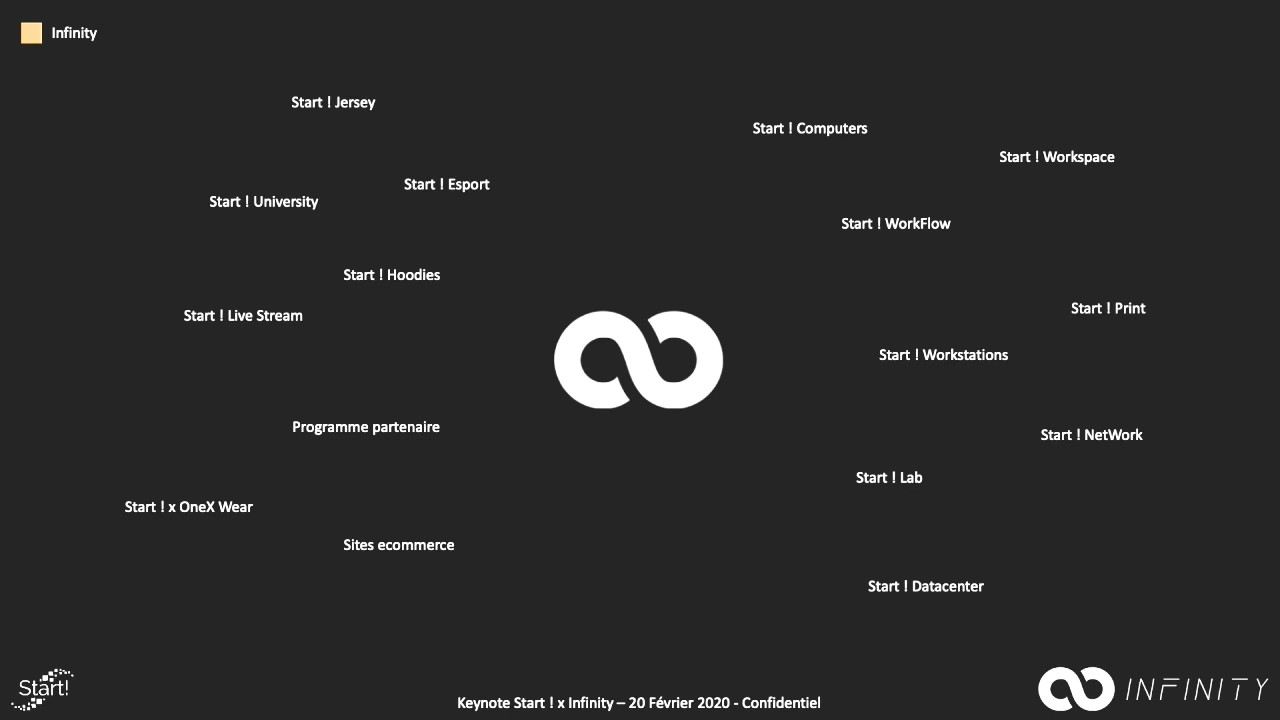 Infinity
Start ! Jersey
Start ! Computers
Start ! Workspace
Start ! Esport
Start ! University
Start ! WorkFlow
Start ! Hoodies
Start ! Live Stream
Start ! Print
Start ! Workstations
Programme partenaire
Start ! NetWork
Start ! Lab
Start ! x OneX Wear
Sites ecommerce
Start ! Datacenter
Start!
Keynote Start ! x Infinity – 20 Février 2020 - Confidentiel
INFINITY